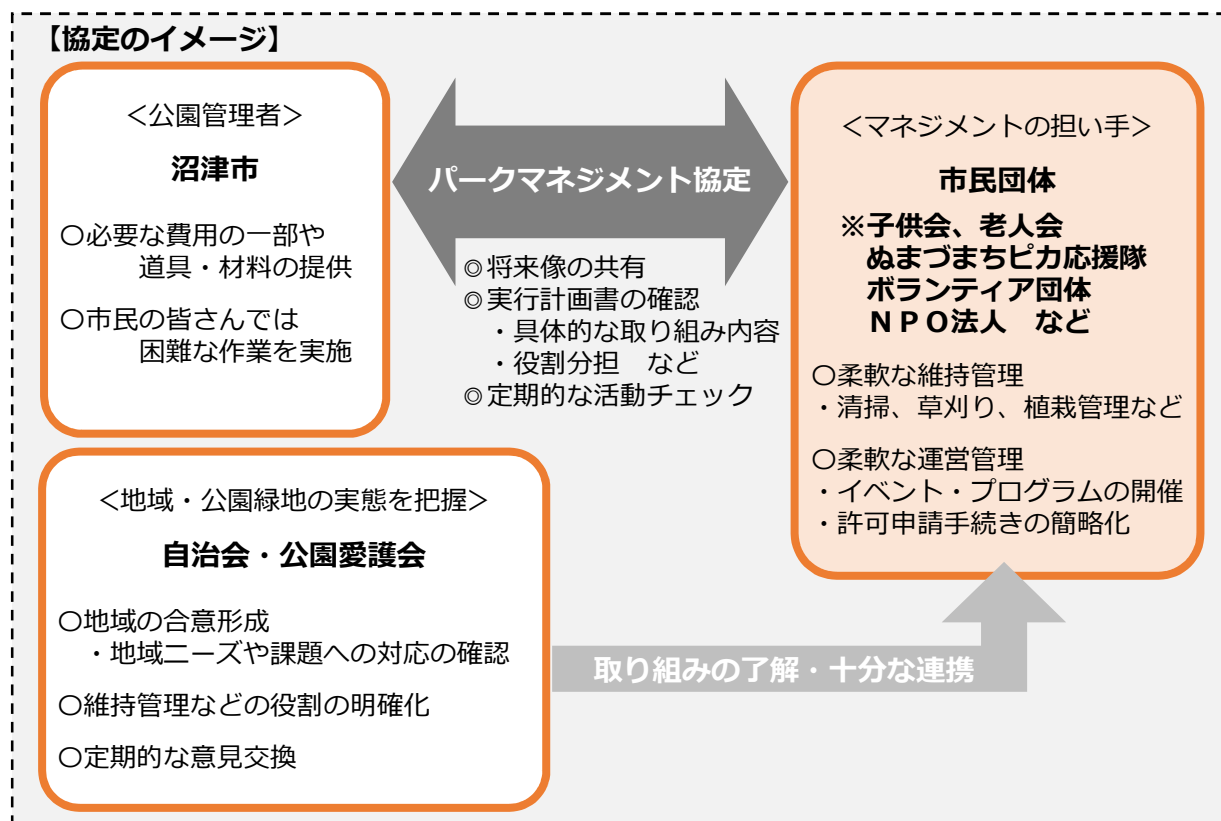 【協定のイメージ】
＜公園管理者＞
沼津市
〇必要な費用の一部や
道具・材料の提供
〇市民の皆さんでは
困難な作業を実施
パークマネジメント協定
◎将来像の共有
◎実行計画書の確認
・具体的な取り組み内容
・役割分担　など
◎定期的な活動チェック
＜マネジメントの担い手＞
市民団体
※子供会、老人会
ぬまづまちピカ応援隊
ボランティア団体
ＮＰＯ法人　など
〇柔軟な維持管理
・清掃、草刈り、植栽管理など
〇柔軟な運営管理
・イベント・プログラムの開催
・許可申請手続きの簡略化
＜地域・公園緑地の実態を把握＞
自治会・公園愛護会
〇地域の合意形成
・地域ニーズや課題への対応の確認
〇維持管理などの役割の明確化
〇定期的な意見交換
取り組みの了解・十分な連携